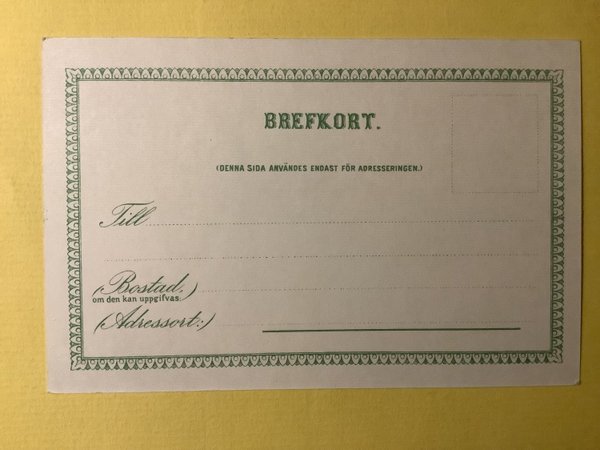 BREFKORT.
(DENNA SIDA ANVÄNDES ENDAST FÖR ADRESSERINGEN.)
Till
(Bostad,)
om den kan uppgifvas:
(Adressort:)